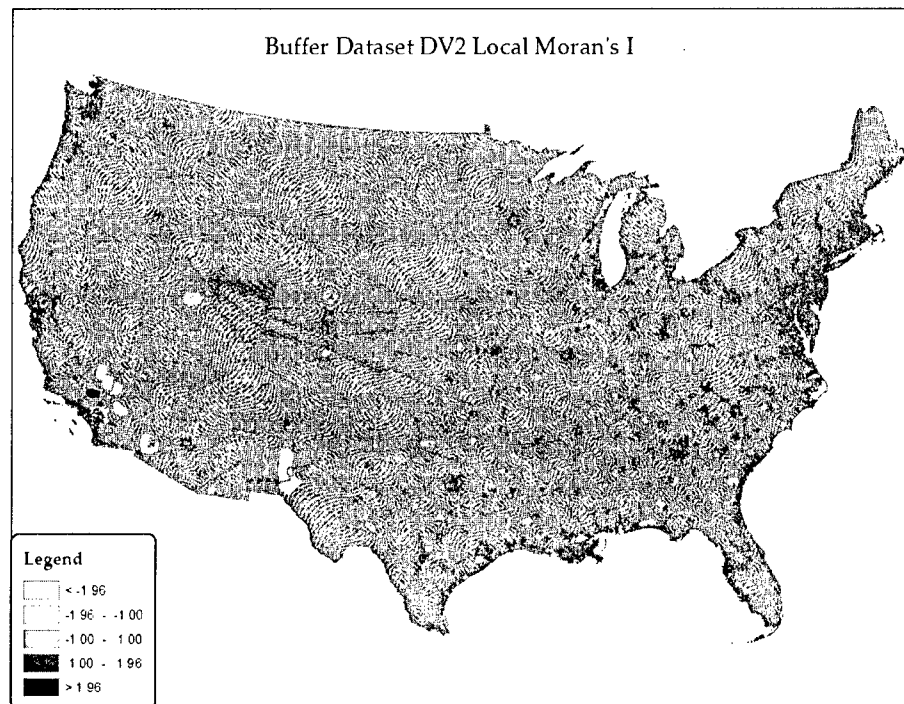 Buffer Dataset DV2 Local Moran's I
Legend
< -1 96
-1 96 - -1 00
-1 00 - 1 00
1 00 - 1 96
> 1 96